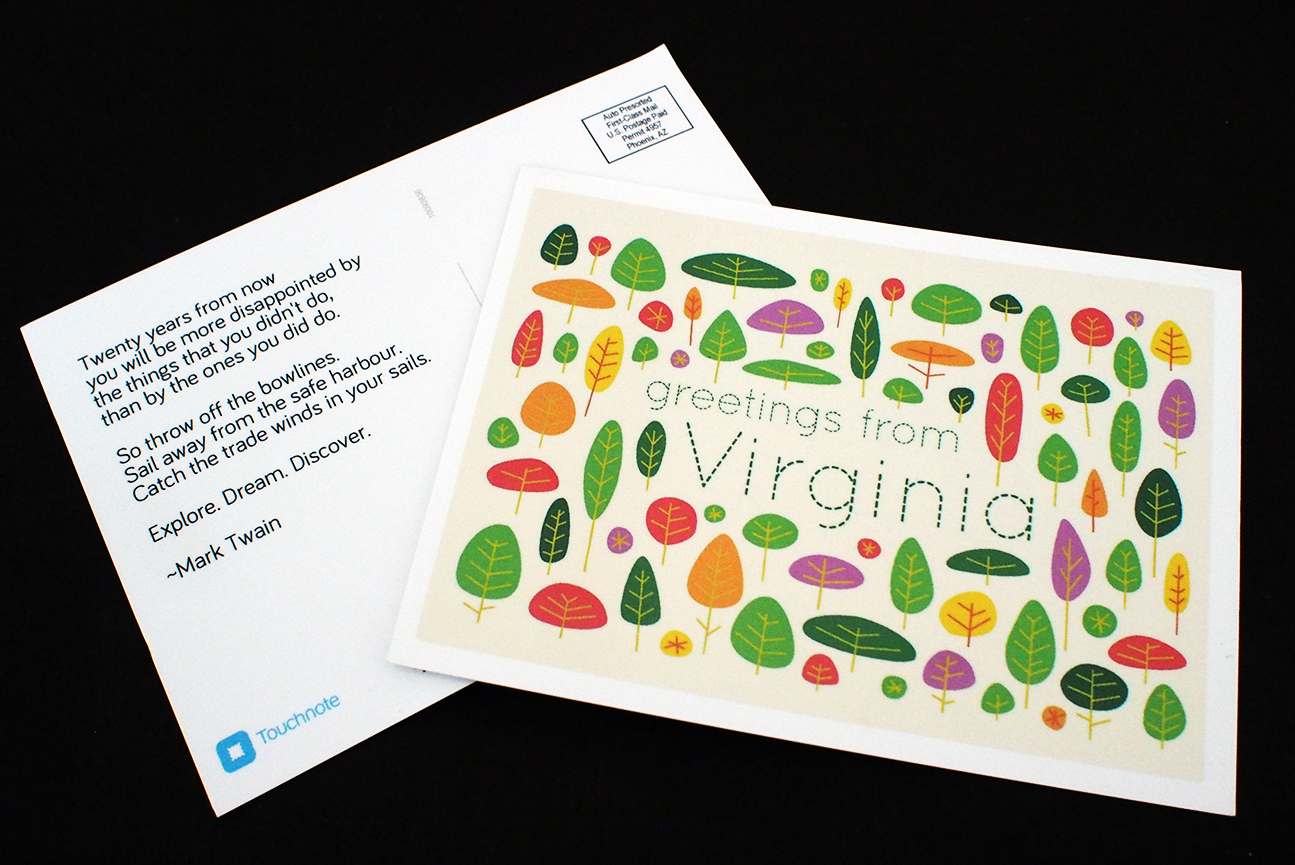 Auto Presorted
First-Class Mail
U.S. Postage Paid
Permit 4957
Phoenix, AZ
Twenty years from now
you will be more disappointed by
the things that you didn't do,
than by the ones you did do.
So throw off the bowlines.
Sail away from the safe harbour.
Catch the trade winds in your sails.
Explore. Dream. Discover.
~Mark Twain
Touchnote
greetings from
Virginia